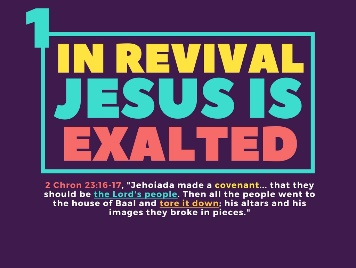 1
IN REVIVAL
JESUS IS
EXALTED
2 Chron 23:16-17, "Jehoiada made a covenant... that they
should be the Lord's people. Then all the people went to
the house of Baal and tore it down; his altars and his
images they broke in pieces."